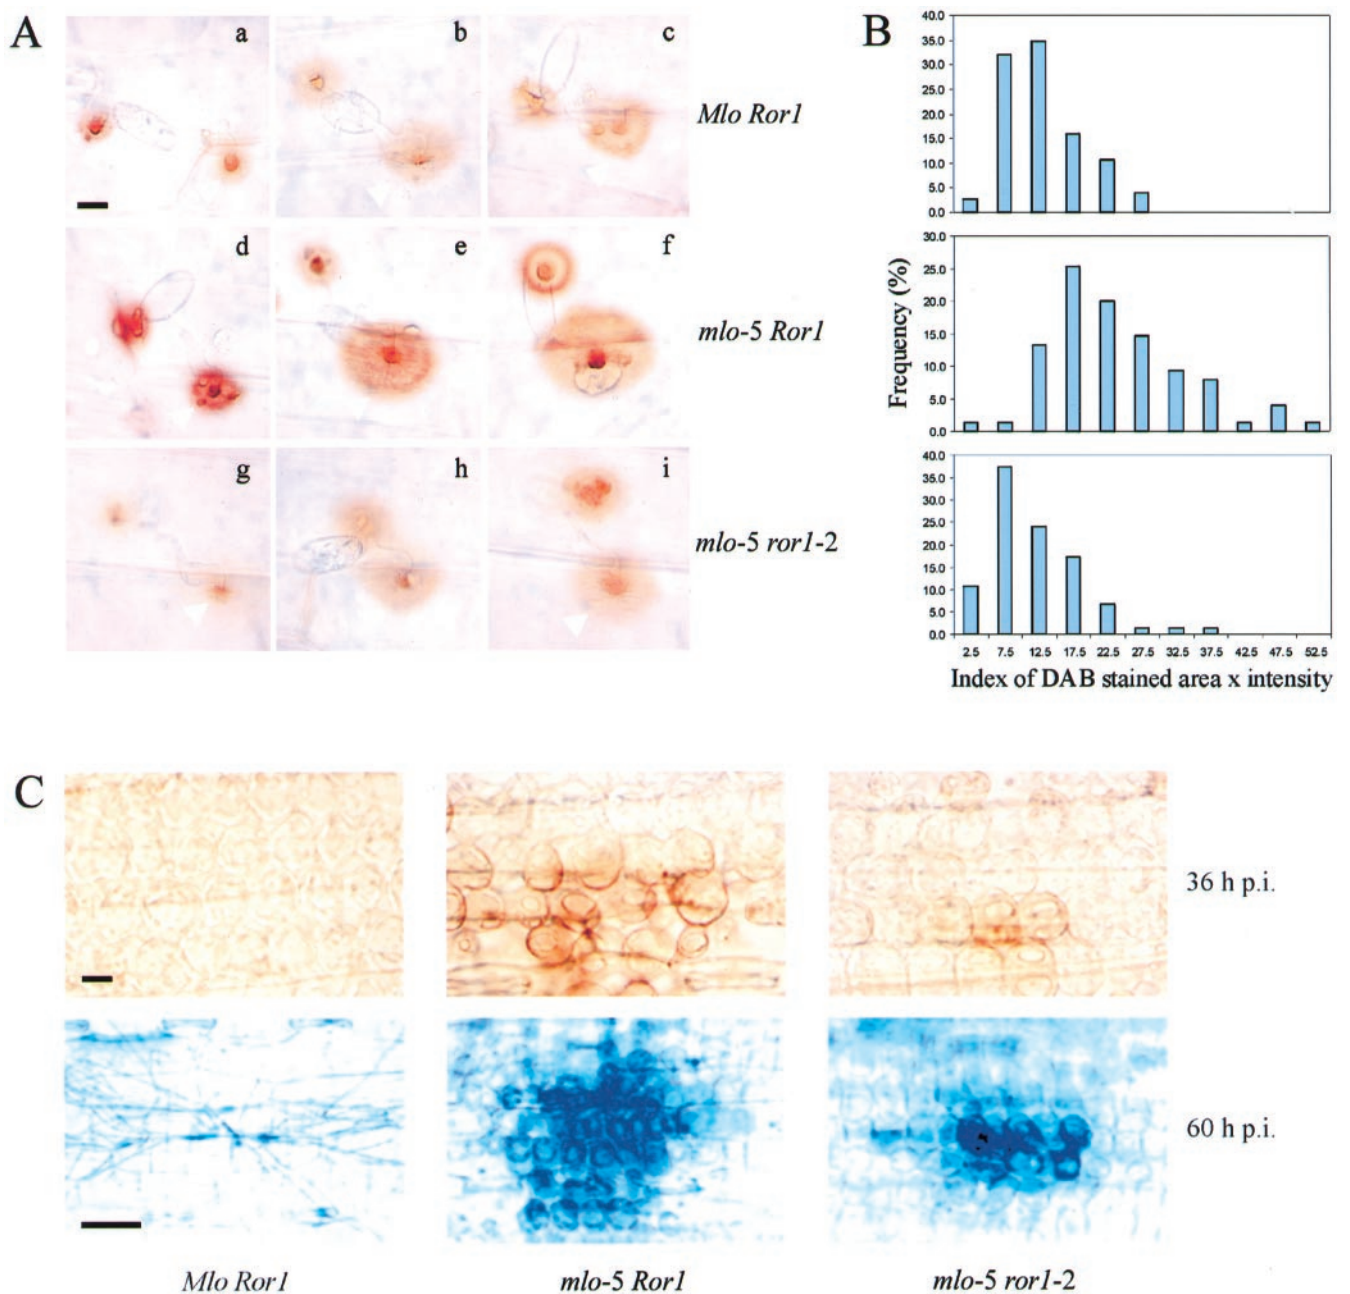 A
a
b
c
Mlo Ror1
d
e
f
mlo-5 Ror1
g
h
i
mlo-5 ror1-2
B
40.0
35.0
30.0
25.0
20.0
15.0
10.0
5.0
0.0
30.0
25.0
20.0
15.0
10.0
5.0
0.0
40.0
35.0
30.0
25.0
20.0
15.0
10.0
5.0
0.0
Frequency (%)
2.5 7.5 12.5 17.5 22.5 27.5 32.5 37.5 42.5 47.5 52.5
Index of DAB stained area x intensity
C
36 h p.i.
60 h p.i.
Mlo Ror1
mlo-5 Ror1
mlo-5 ror1-2